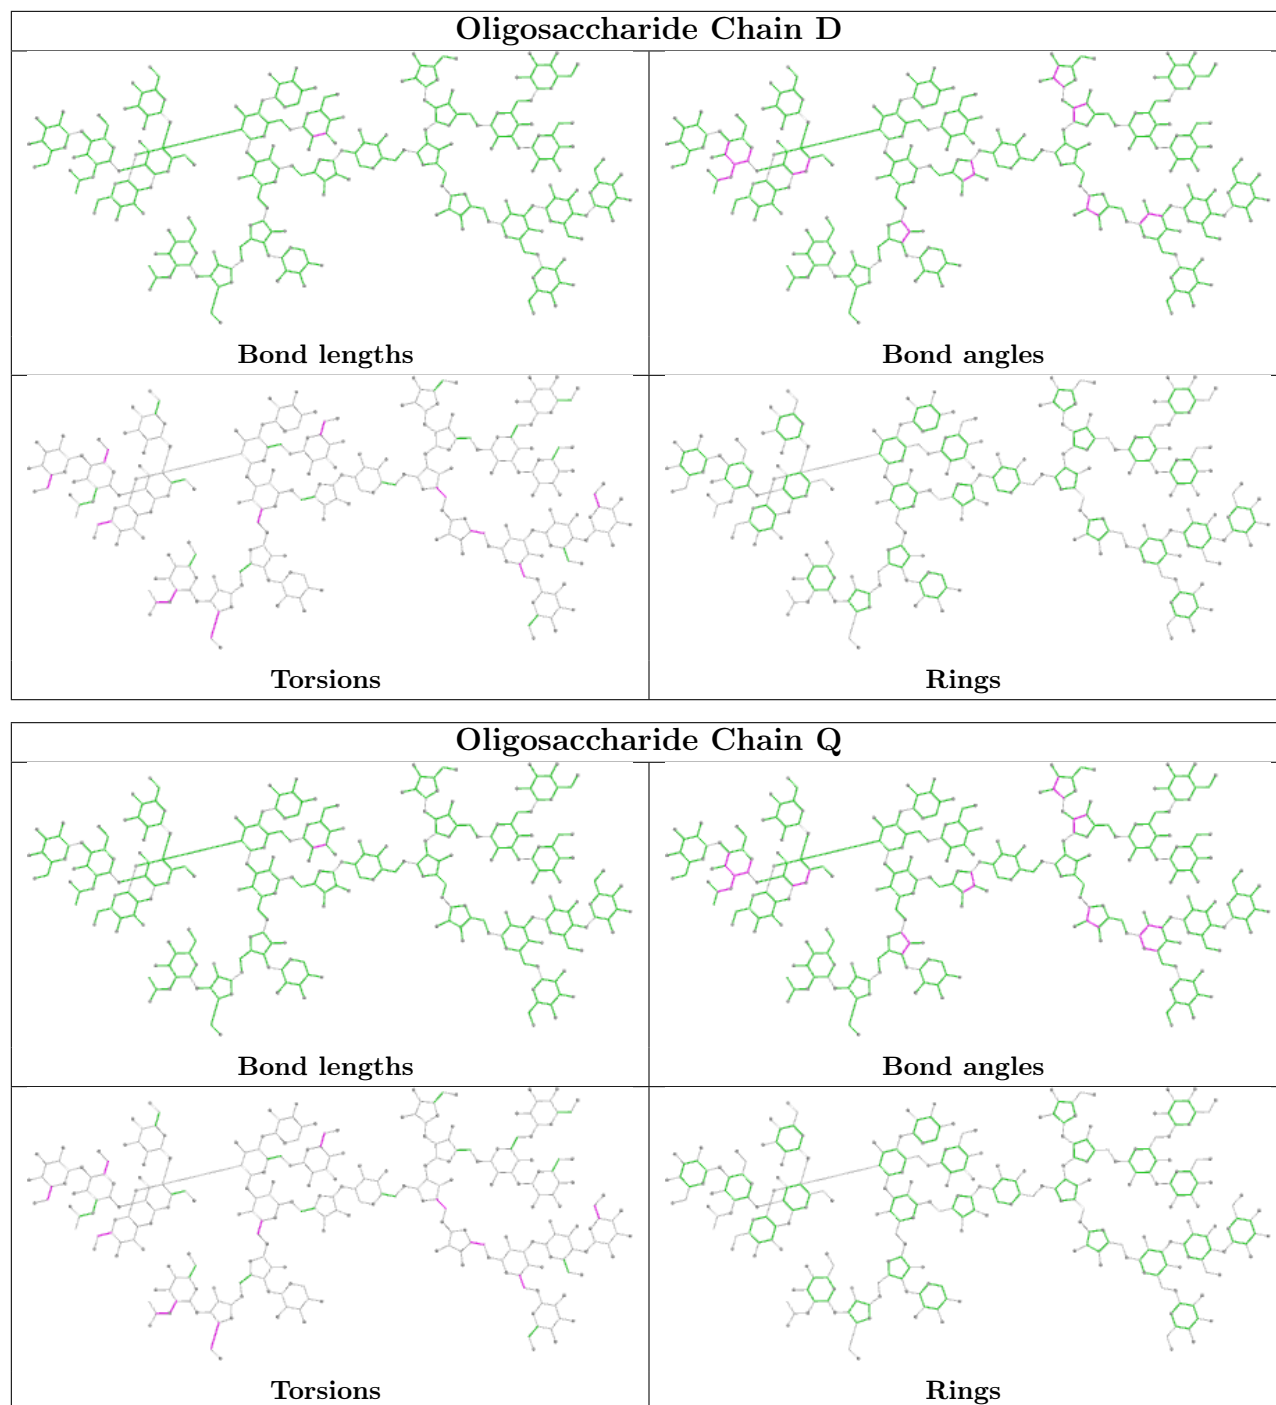 Oligosaccharide Chain D
Bond lengths
Bond angles
Torsions
Rings
Oligosaccharide Chain Q
Bond lengths
Bond angles
Torsions
Rings